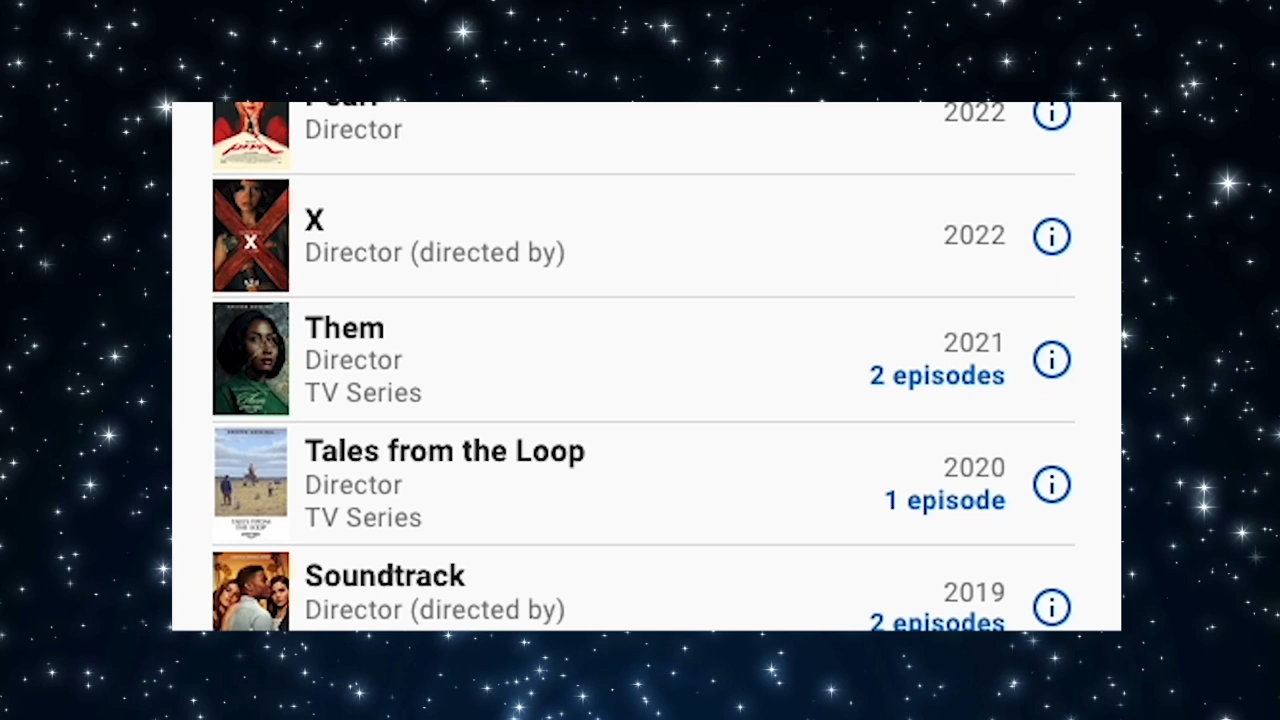 Director
2022
X
Director (directed by)
2022
Them
Director
TV Series
2021
2 episodes
Tales from the Loop
Director
TV Series
2020
1 episode
Soundtrack
Director (directed by)
2019
2 episodes